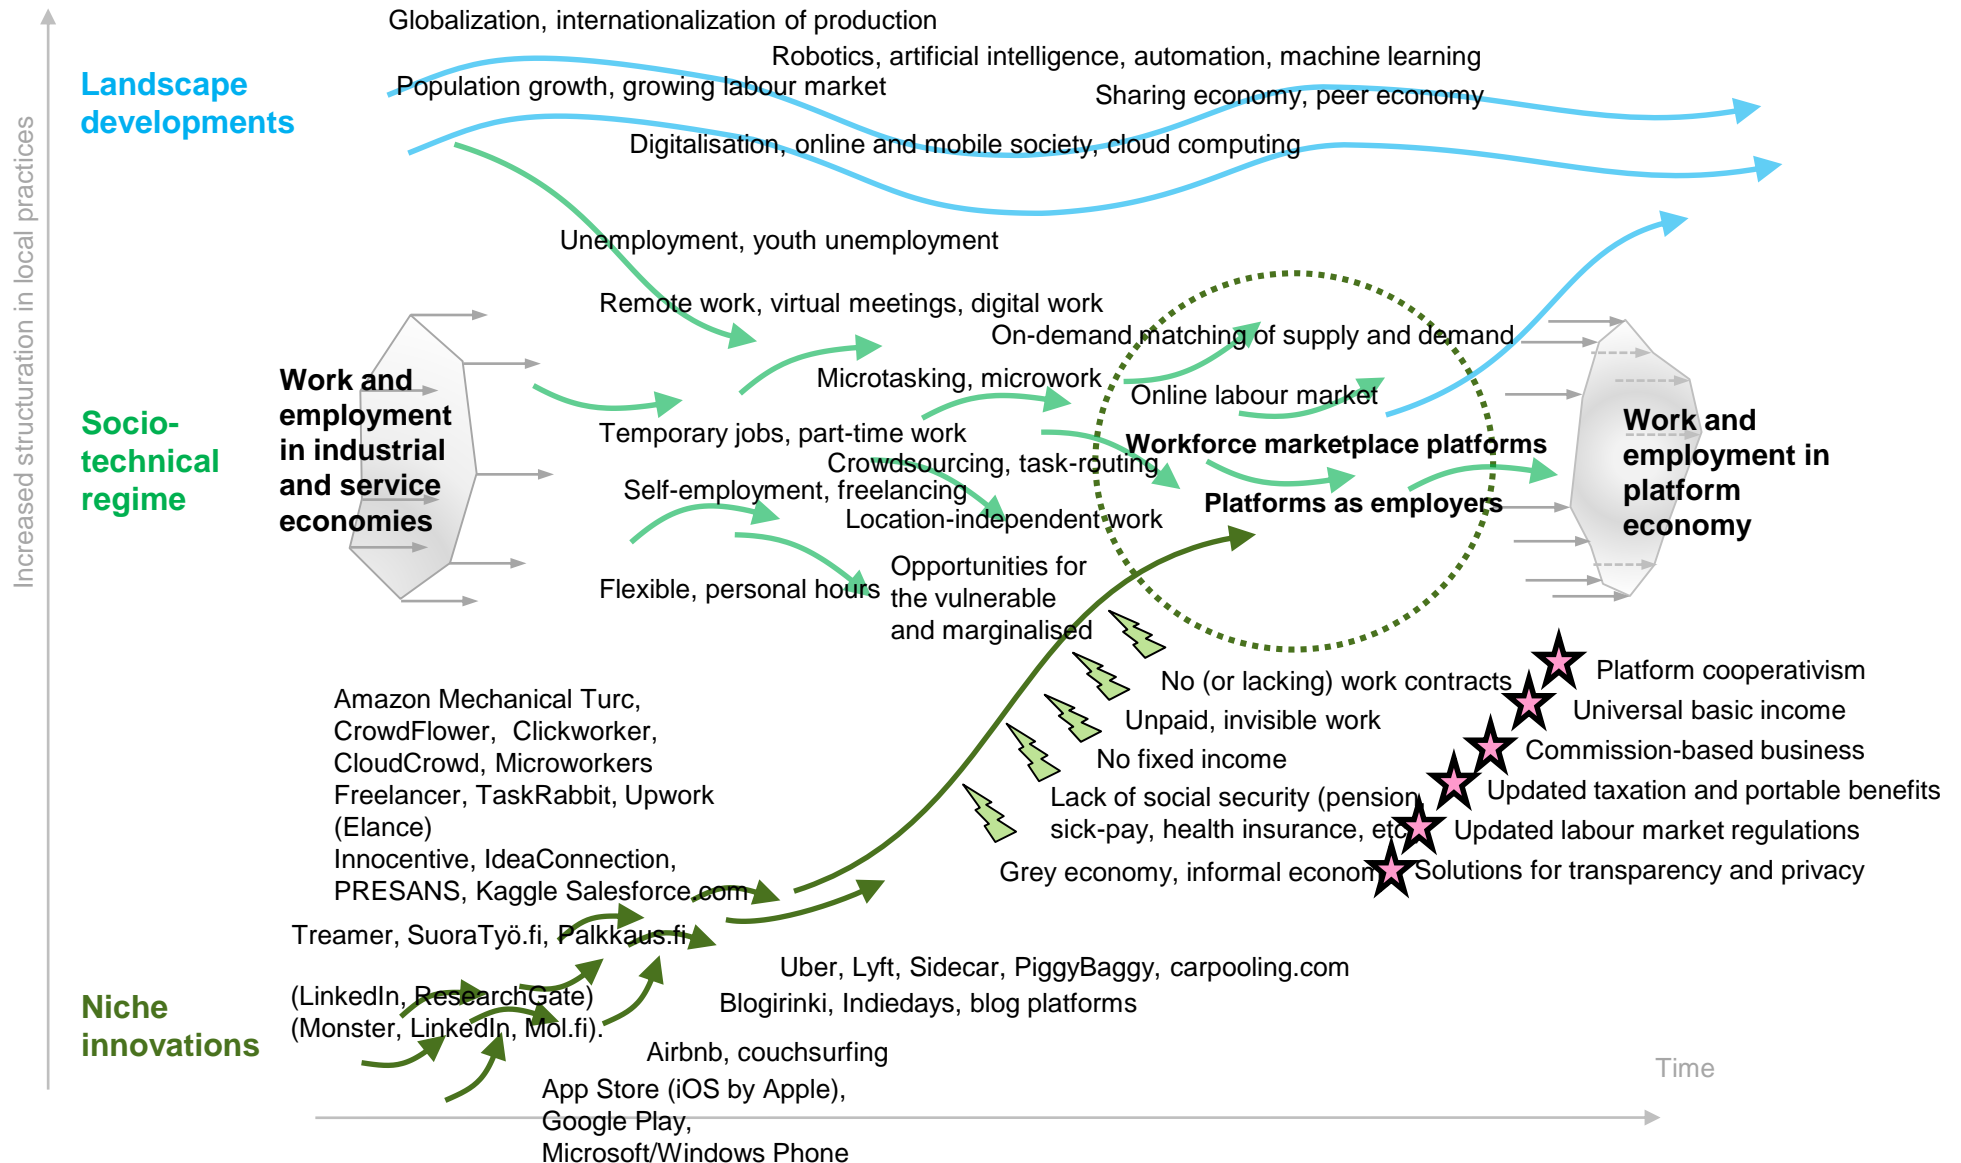 Globalization, internationalization of production
Robotics, artificial intelligence, automation, machine learning
Landscape
developments
Population growth, growing labour market
Sharing economy, peer economy
Digitalisation, online and mobile society, cloud computing
Increased structuration in local practices
Unemployment, youth unemployment
Remote work, virtual meetings, digital work
On-demand matching of supply and demand
Microtasking, microwork
Online labour market
Socio-
technical
regime
Work and
employment
in industrial
and service
economies
Temporary jobs, part-time work
Workforce marketplace platforms
Crowdsourcing, task-routing
Self-employment, freelancing
Platforms as employers
Location-independent work
Work and
employment in
platform
economy
Flexible, personal hours
Opportunities for
the vulnerable
and marginalised
No (or lacking) work contracts
Unpaid, invisible work
No fixed income
Lack of social security (pension,
sick-pay, health insurance, etc
Grey economy, informal econom
Platform cooperativism
Universal basic income
Commission-based business
Updated taxation and portable benefits
Updated labour market regulations
Solutions for transparency and privacy
Amazon Mechanical Turc,
CrowdFlower, Clickworker,
CloudCrowd, Microworkers
Freelancer, TaskRabbit, Upwork
(Elance)
Innocentive, IdeaConnection,
PRESANS, Kaggle Salesforce.com
Treamer, SuoraTyö.fi, Palkkaus.fi
Niche
innovations
(LinkedIn, ResearchGate)
(Monster, LinkedIn, Mol.fi).
Uber, Lyft, Sidecar, PiggyBaggy, carpooling.com
Blogirinki, Indiedays, blog platforms
Airbnb, couchsurfing
App Store (iOS by Apple),
Google Play,
Microsoft/Windows Phone
Time